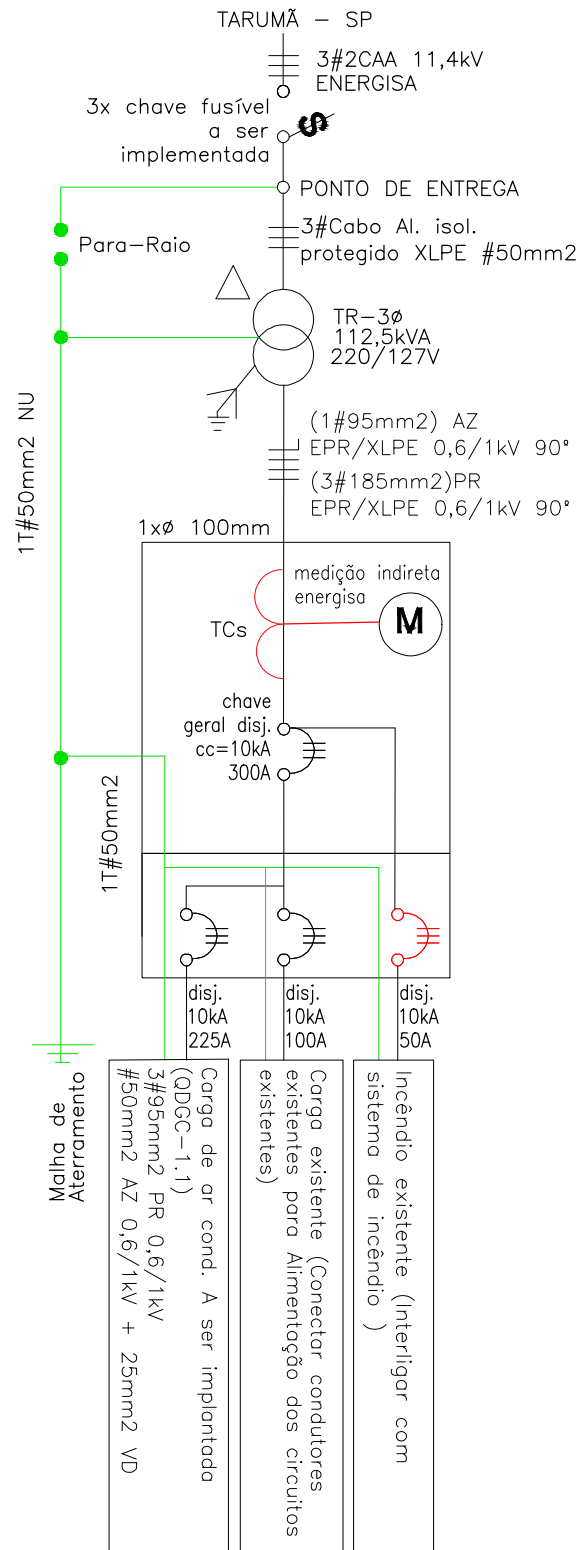 TARUMÃ - SP
3#2CAA 11,4kV
ENERGISA
3x chave fusível
a ser
implementada
S
PONTO DE ENTREGA
3#Cabo Al. isol.
protegido XLPE #50mm2
Para-Raio
TR-3ø
112,5kVA
220/127V
1T#50mm2 NU
(1#95mm2) AZ
EPR/XLPE 0,6/1kV 90°
(3#185mm2)PR
EPR/XLPE 0,6/1kV 90°
1xø 100mm
medição indireta
energisa
TCs
M
chave
geral disj.
cc=10kA
300A
1T#50mm2
disj.
10kA
225A
disj.
10kA
100A
disj.
10kA
50A
Malha de
Aterramento
Carga de ar cond. A ser implantada
(QDGC-1.1)
3#95mm2 PR 0,6/1kV
#50mm2 AZ 0,6/1kV + 25mm2 VD
Carga existente (Conectar condutores
existentes para Alimentação dos circuitos
existentes)
Incêndio existente (Interligar com
sistema de incêndio )